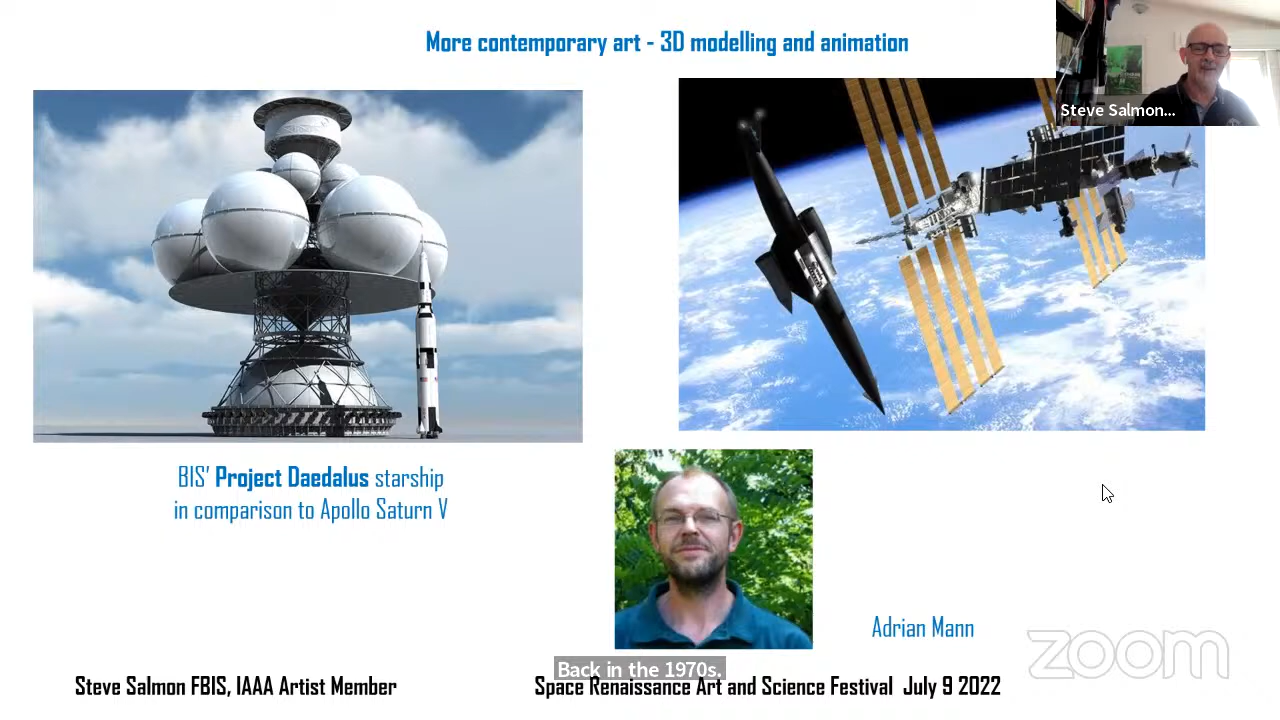 More contemporary art - 3D modelling and animation
Steve Salmon...
BIS' Project Daedalus starship
in comparison to Apollo Saturn V
Adrian Mann
zoom
Back in the 1970s.
Steve Salmon FBIS, IAAA Artist Member
Space Renaissance Art and Science Festival July 9 2022